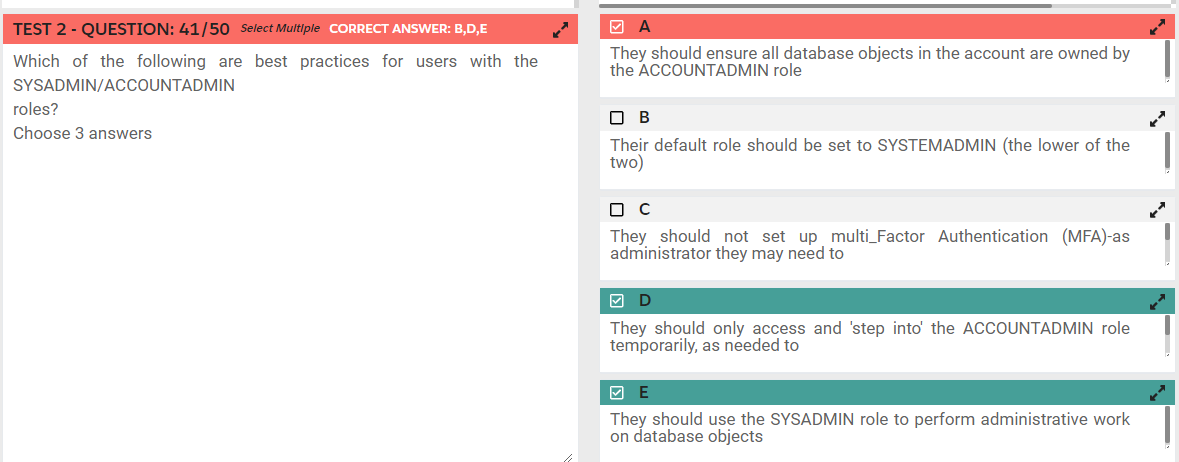 TEST 2 - QUESTION: 41/50 Select Multiple CORRECT ANSWER: B,D,E
Which of the following are best practices for users with the
SYSADMIN/ACCOUNTADMIN
roles?
Choose 3 answers
A
They should ensure all database objects in the account are owned by
the ACCOUNTADMIN role
B
Their default role should be set to SYSTEMADMIN (the lower of the
two)
C
They should not set up multi_Factor Authentication (MFA)-as
administrator they may need to
D
They should only access and 'step into' the ACCOUNTADMIN role
temporarily, as needed to
E
They should use the SYSADMIN role to perform administrative work
on database objects